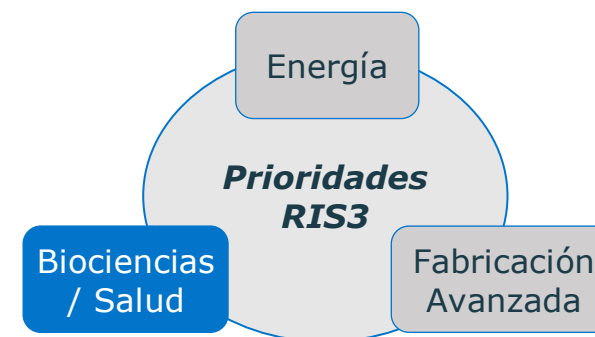 Energía
Prioridades
RIS3
Biociencias
/ Salud
Fabricación
Avanzada